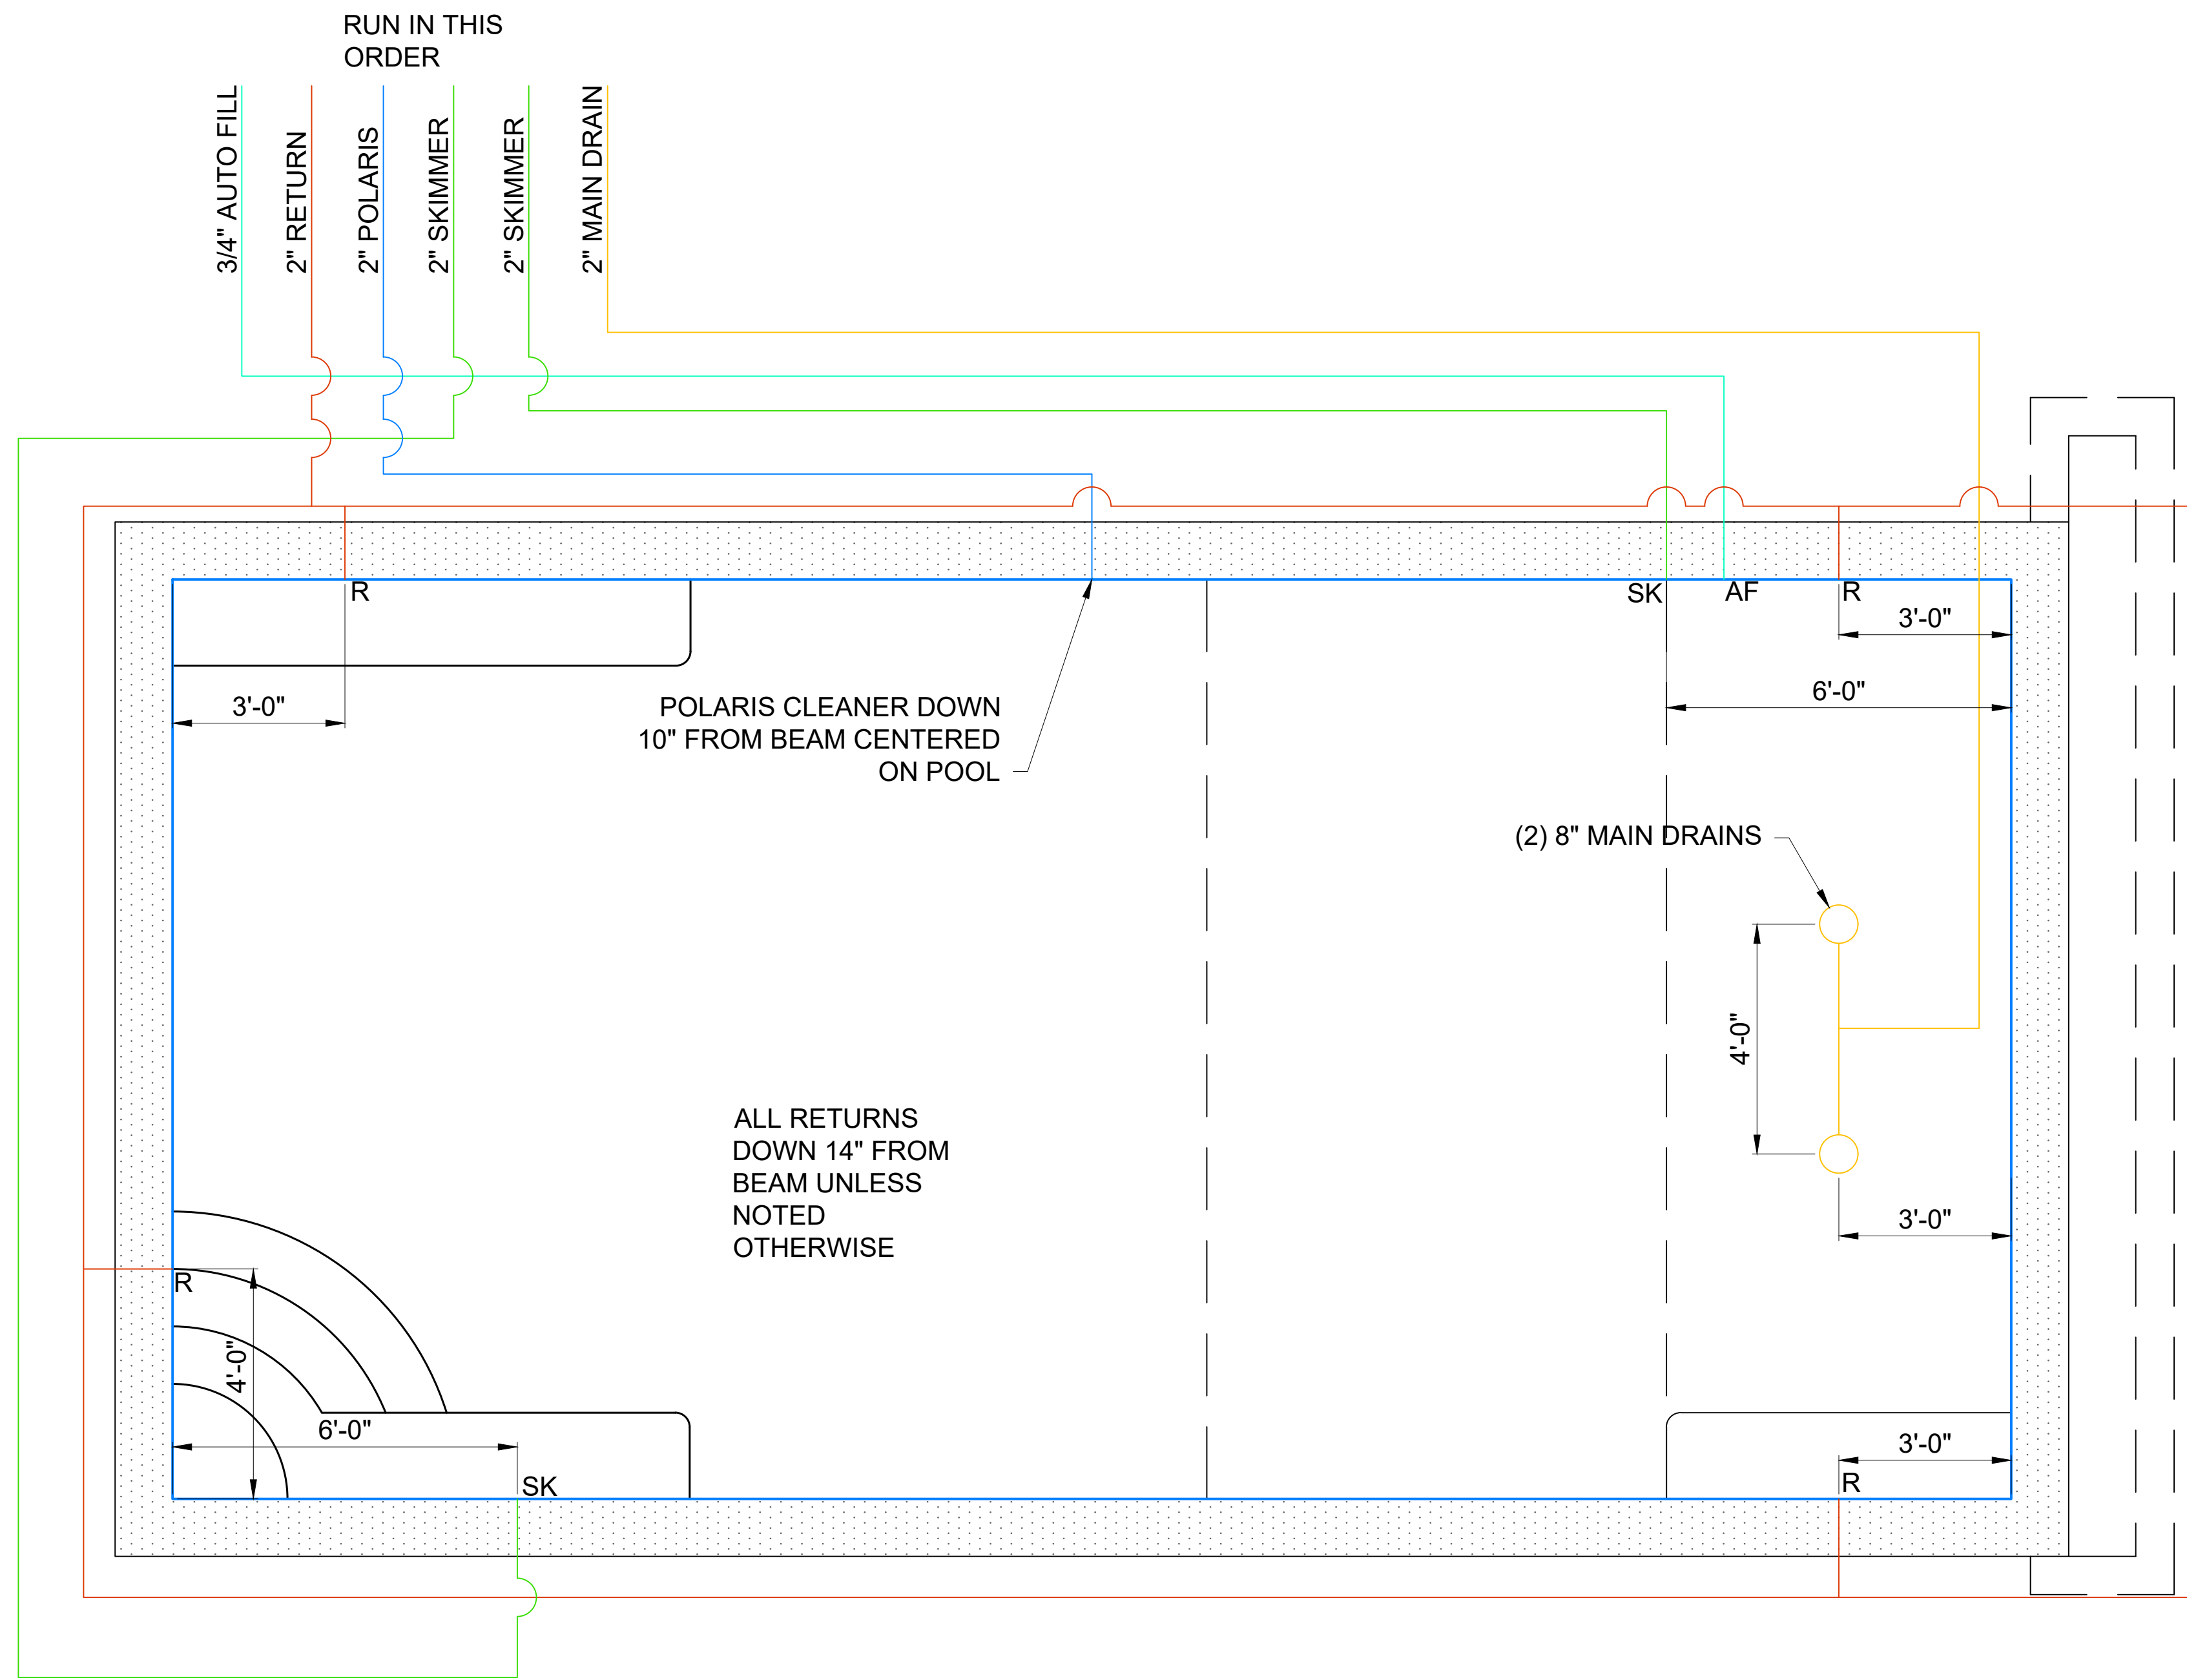 RUN IN THIS
ORDER
3/4" AUTO FILL
2" RETURN
2" POLARIS
2" SKIMMER
2" SKIMMER
2" MAIN DRAIN
R
SK
AF
R
3'-0"
6'-0"
3'-0"
POLARIS CLEANER DOWN
10" FROM BEAM CENTERED
ON POOL
(2) 8" MAIN DRAINS
4'-0"
ALL RETURNS
DOWN 14" FROM
BEAM UNLESS
NOTED
OTHERWISE
3'-0"
R
4'-0"
6'-0"
SK
3'-0"
R